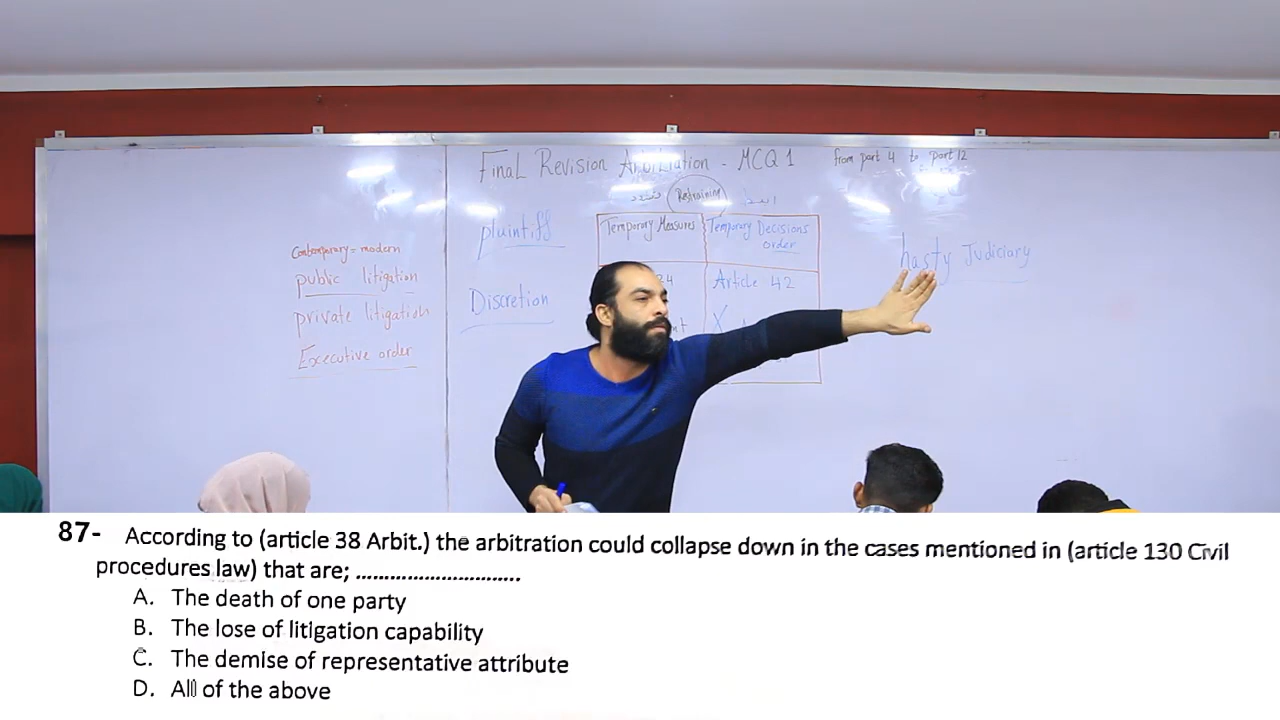 Final Revision Arbitration - MCQ 1
from part 4 to part 12
Restraining
plaintiff
Temporary Measures
Temporary Decisions
order
hasty Judiciary
Contemporary = modern
public litigation
private litigation
Executive order
Discretion
34
Article 42
X
87- According to (article 38 Arbit.) the arbitration could collapse down in the cases mentioned in (article 130 Civil
procedures law) that are; ............................
A. The death of one party
B. The lose of litigation capability
C. The demise of representative attribute
D. All of the above